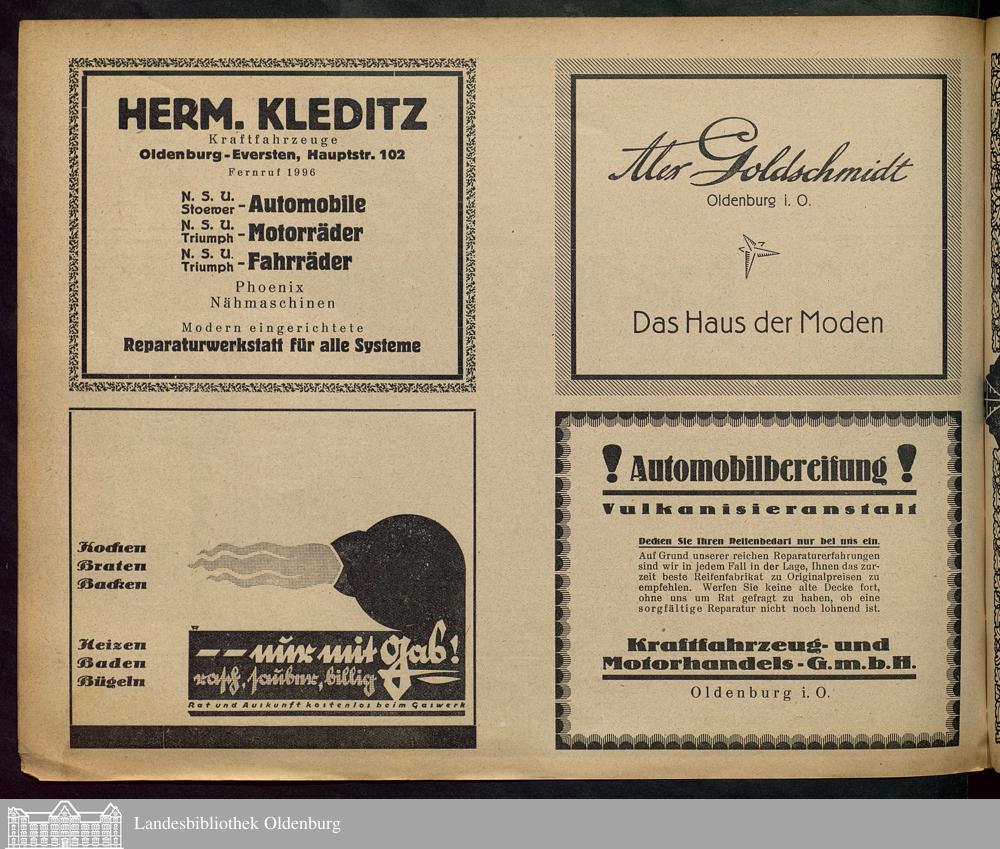 HERM. KLEDITZ
Kraftfahrzeuge
Oldenburg-Eversten, Hauptstr. 102
Fernruf 1996
N. S. U.
Stoewer - Automobile
N. S. U.
Triumph - Motorräder
N. S. U.
Triumph - Fahrräder
Phoenix
Nähmaschinen
Modern eingerichtete
Reparaturwerkstatt für alle Systeme
Alex Goldschmidt
Oldenburg i. O.
Das Haus der Moden
Kochen
Braten
Backen
Heizen
Baden
Bügeln
-- nur mit Gas!
rasch, sauber, billig
Rat und Auskunft kostenlos beim Gaswerk
! Automobilbereifung !
Vulkanisieranstalt
Decken Sie Ihren Reifenbedarf nur bei uns ein.
Auf Grund unserer reichen Reparaturerfahrungen
sind wir in jedem Fall in der Lage, Ihnen das zur-
zeit beste Reifenfabrikat zu Originalpreisen zu
empfehlen. Werfen Sie keine alte Decke fort,
ohne uns um Rat gefragt zu haben, ob eine
sorgfältige Reparatur nicht noch lohnend ist.
Kraftfahrzeug- und
Motorhandels-G.m.b.H.
Oldenburg i. O.
Landesbibliothek Oldenburg